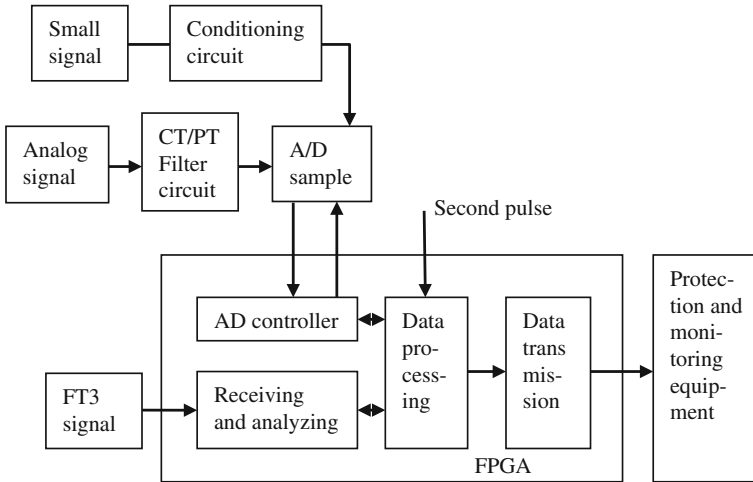 Small
signal
Conditioning
circuit
Analog
signal
CT/PT
Filter
circuit
A/D
sample
Second pulse
AD controller
Data
pro-
cess-
ing
Data
trans
mis-
sion
Protec-
tion and
moni-
toring
equip-
ment
FT3
signal
Receiving
and analyzing
FPGA